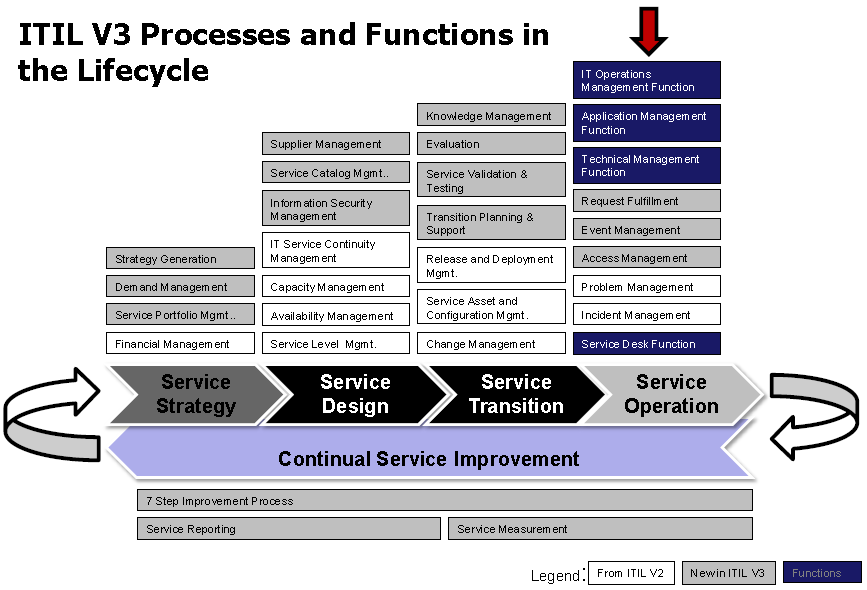 ITIL V3 Processes and Functions in
the Lifecycle
Strategy Generation
Demand Management
Service Portfolio Mgmt..
Financial Management
Supplier Management
Service Catalog Mgmt..
Information Security
Management
IT Service Continuity
Management
Capacity Management
Availability Management
Service Level Mgmt.
Knowledge Management
Evaluation
Service Validation &
Testing
Transition Planning &
Support
Release and Deployment
Mgmt.
Service Asset and
Configuration Mgmt.
Change Management
IT Operations
Management Function
Application Management
Function
Technical Management
Function
Request Fulfillment
Event Management
Access Management
Problem Management
Incident Management
Service Desk Function
Service
Strategy
Service
Design
Service
Transition
Service
Operation
Continual Service Improvement
7 Step Improvement Process
Service Reporting
Service Measurement
Legend:
From ITIL V2
New in ITIL V3
Functions